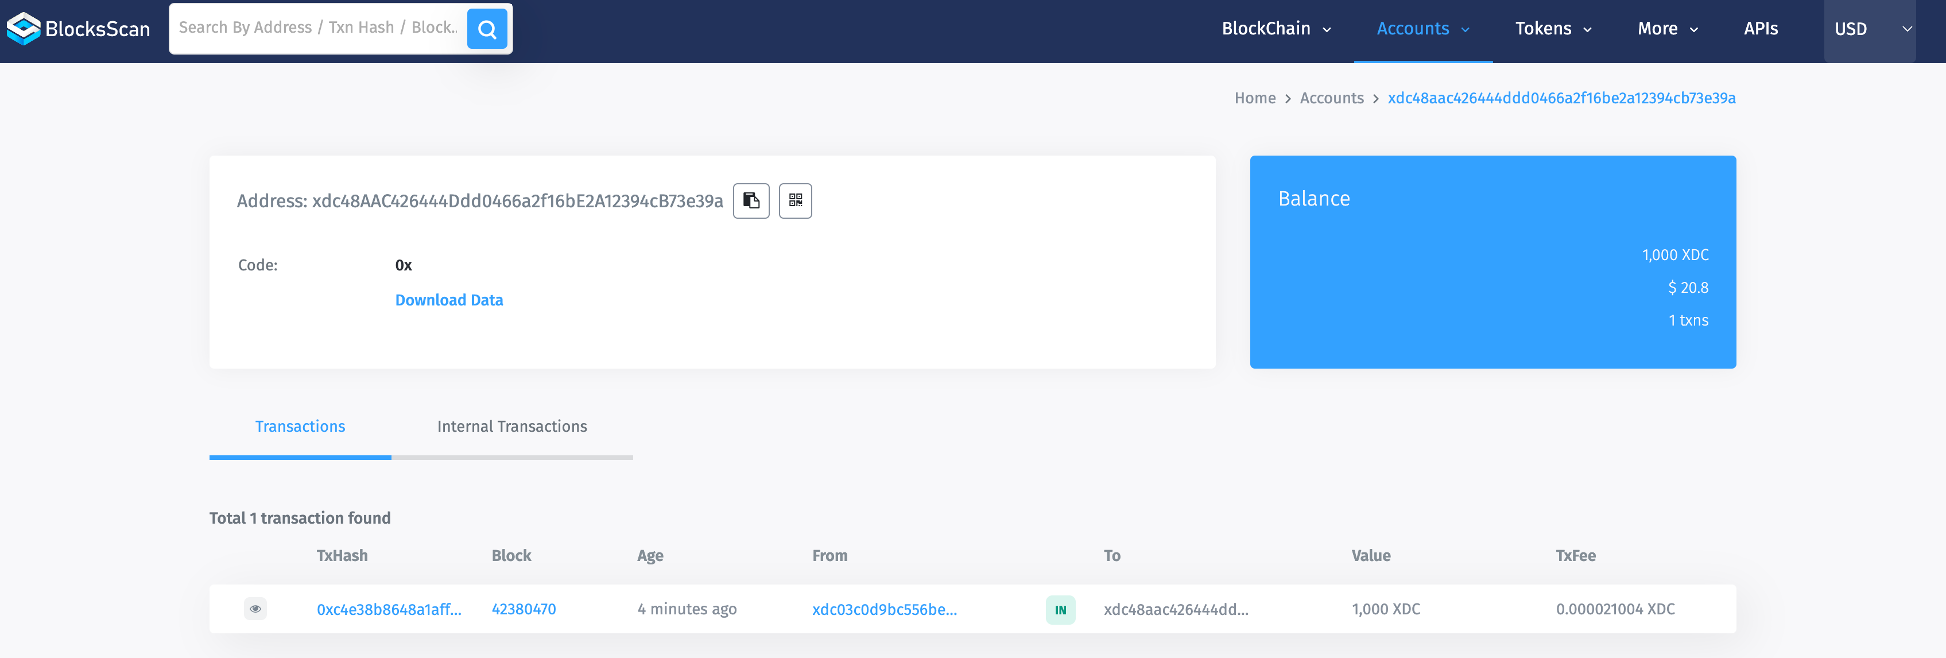 BlocksScan
Search By Address / Txn Hash / Block..
BlockChain
Accounts
Tokens
More
APIs
USD
Home > Accounts > xdc48aac426444ddd0466a2f16be2a12394cb73e39a
Address: xdc48AAC426444Ddd0466a2f16bE2A12394cB73e39a
Code: 0x
Download Data
Balance
1,000 XDC
$ 20.8
1 txns
Transactions
Internal Transactions
Total 1 transaction found
TxHash Block Age From To Value TxFee
0xc4e38b8648a1aff... 42380470 4 minutes ago xdc03c0d9bc556be... IN xdc48aac426444dd... 1,000 XDC 0.000021004 XDC